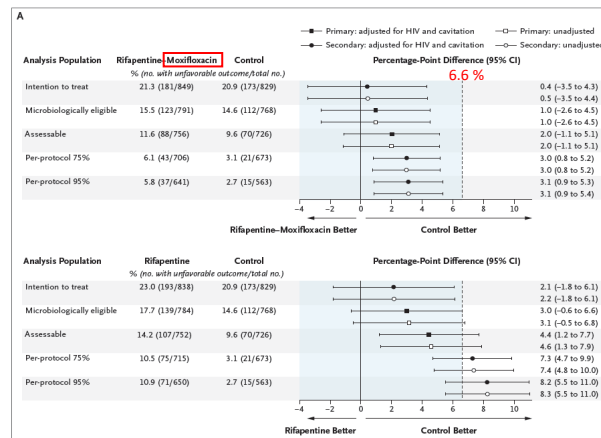 A
Primary: adjusted for HIV and cavitation Primary: unadjusted
Secondary: adjusted for HIV and cavitation Secondary: unadjusted
Analysis Population Rifapentine–Moxifloxacin Control Percentage-Point Difference (95% CI)
% (no. with unfavorable outcome/total no.) 6.6 %
Intention to treat 21.3 (181/849) 20.9 (173/829) 0.4 (−3.5 to 4.3)
0.5 (−3.5 to 4.4)
Microbiologically eligible 15.5 (123/791) 14.6 (112/768) 1.0 (−2.6 to 4.5)
1.0 (−2.6 to 4.5)
Assessable 11.6 (88/756) 9.6 (70/726) 2.0 (−1.1 to 5.1)
2.0 (−1.1 to 5.1)
Per-protocol 75% 6.1 (43/706) 3.1 (21/673) 3.0 (0.8 to 5.2)
3.0 (0.8 to 5.2)
Per-protocol 95% 5.8 (37/641) 2.7 (15/563) 3.1 (0.9 to 5.3)
3.1 (0.9 to 5.4)
−4 −2 0 2 4 6 8 10
Rifapentine–Moxifloxacin Better Control Better
Analysis Population Rifapentine Control Percentage-Point Difference (95% CI)
% (no. with unfavorable outcome/total no.)
Intention to treat 23.0 (193/838) 20.9 (173/829) 2.1 (−1.8 to 6.1)
2.2 (−1.8 to 6.1)
Microbiologically eligible 17.7 (139/784) 14.6 (112/768) 3.0 (−0.6 to 6.6)
3.1 (−0.5 to 6.8)
Assessable 14.2 (107/752) 9.6 (70/726) 4.4 (1.2 to 7.7)
4.6 (1.3 to 7.9)
Per-protocol 75% 10.5 (75/715) 3.1 (21/673) 7.3 (4.7 to 9.9)
7.4 (4.8 to 10.0)
Per-protocol 95% 10.9 (71/650) 2.7 (15/563) 8.2 (5.5 to 11.0)
8.3 (5.5 to 11.0)
−4 −2 0 2 4 6 8 10
Rifapentine Better Control Better